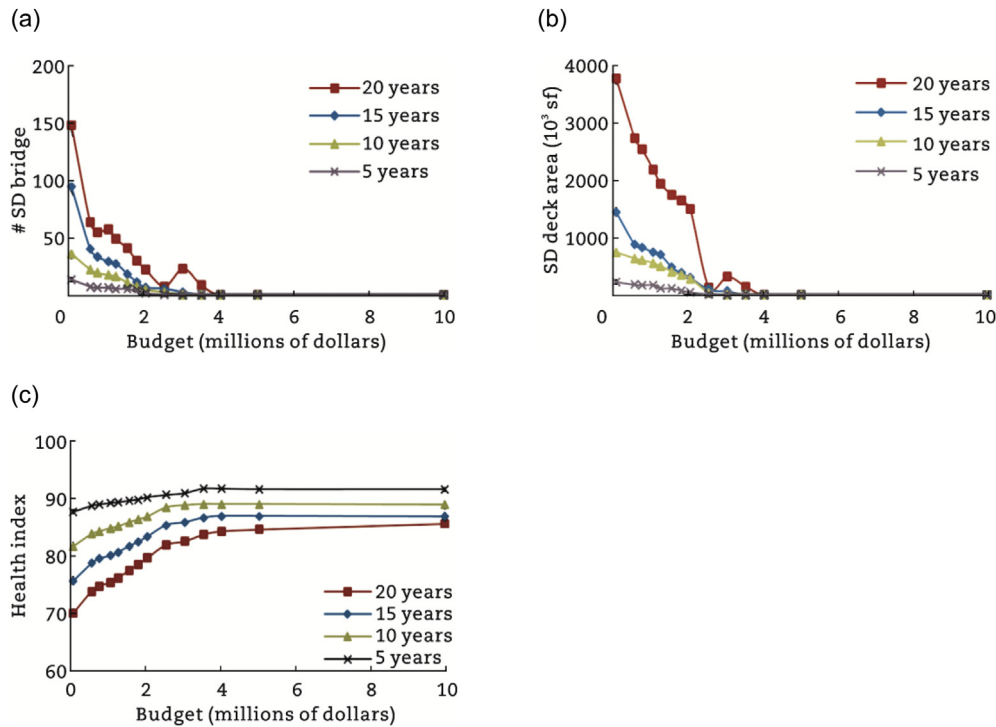 (a)
200
150
100
50
# SD bridge
20 years
15 years
10 years
5 years
0 2 4 6 8 10
Budget (millions of dollars)
(b)
4000
3000
2000
1000
SD deck area (10³ sf)
20 years
15 years
10 years
5 years
0 2 4 6 8 10
Budget (millions of dollars)
(c)
100
90
80
70
60
Health index
20 years
15 years
10 years
5 years
0 2 4 6 8 10
Budget (millions of dollars)